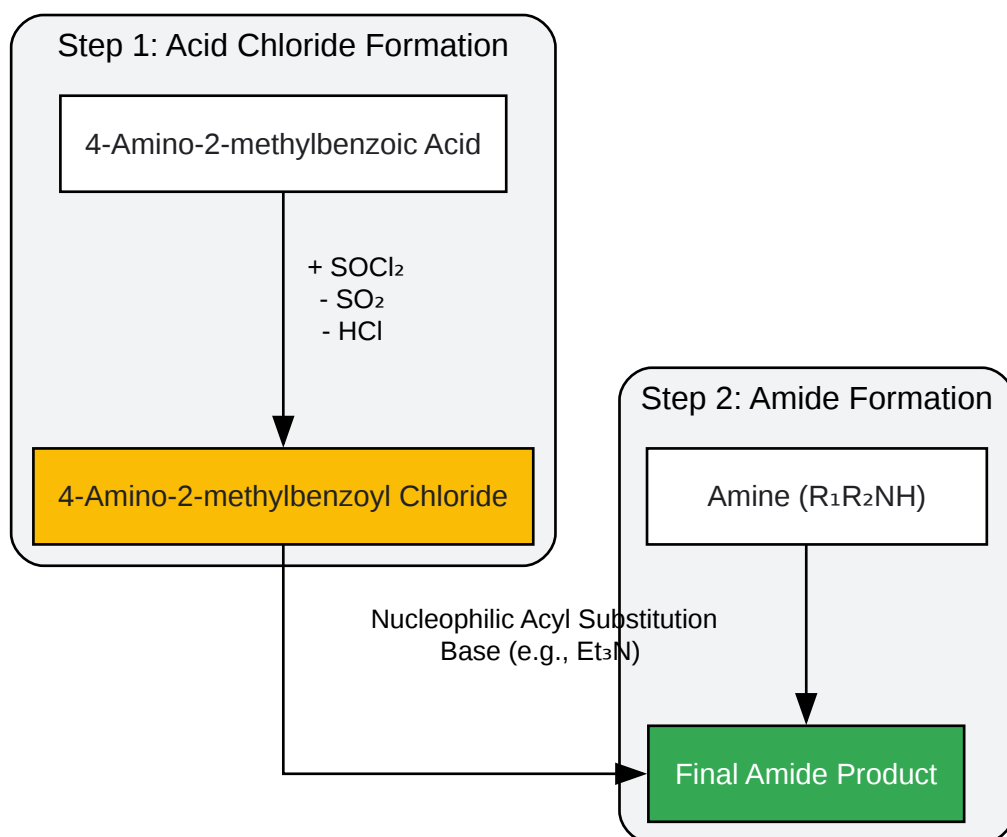 Step 1: Acid Chloride Formation
4-Amino-2-methylbenzoic Acid
+ SOCl₂
- SO₂
- HCl
4-Amino-2-methylbenzoyl Chloride
Step 2: Amide Formation
Amine (R₁R₂NH)
Nucleophilic Acyl Substitution
Base (e.g., Et₃N)
Final Amide Product